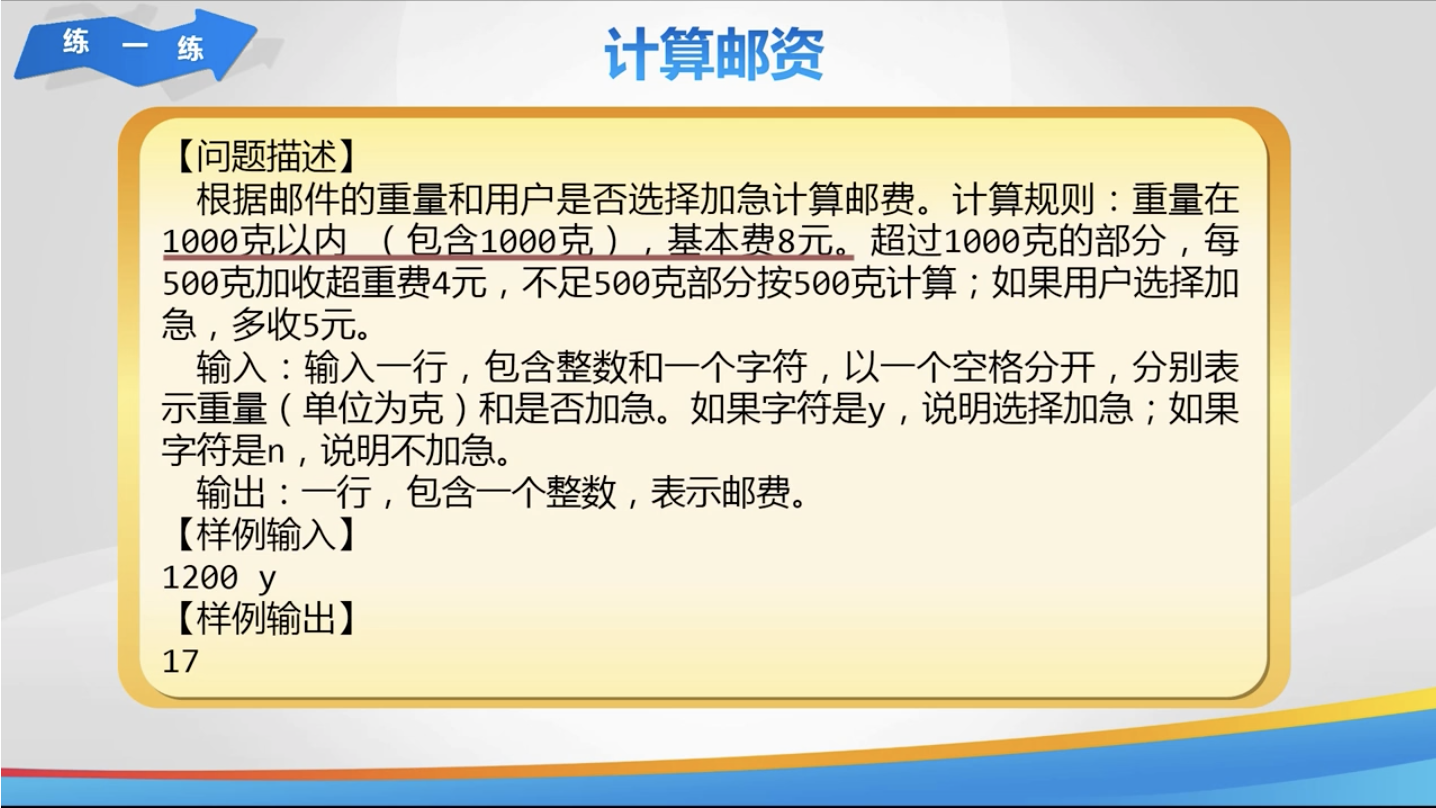 练一练
计算邮资
【问题描述】
根据邮件的重量和用户是否选择加急计算邮费。计算规则：重量在
1000克以内 （包含1000克），基本费8元。超过1000克的部分，每
500克加收超重费4元，不足500克部分按500克计算；如果用户选择加
急，多收5元。
输入：输入一行，包含整数和一个字符，以一个空格分开，分别表
示重量（单位为克）和是否加急。如果字符是y，说明选择加急；如果
字符是n，说明不加急。
输出：一行，包含一个整数，表示邮费。
【样例输入】
1200 y
【样例输出】
17